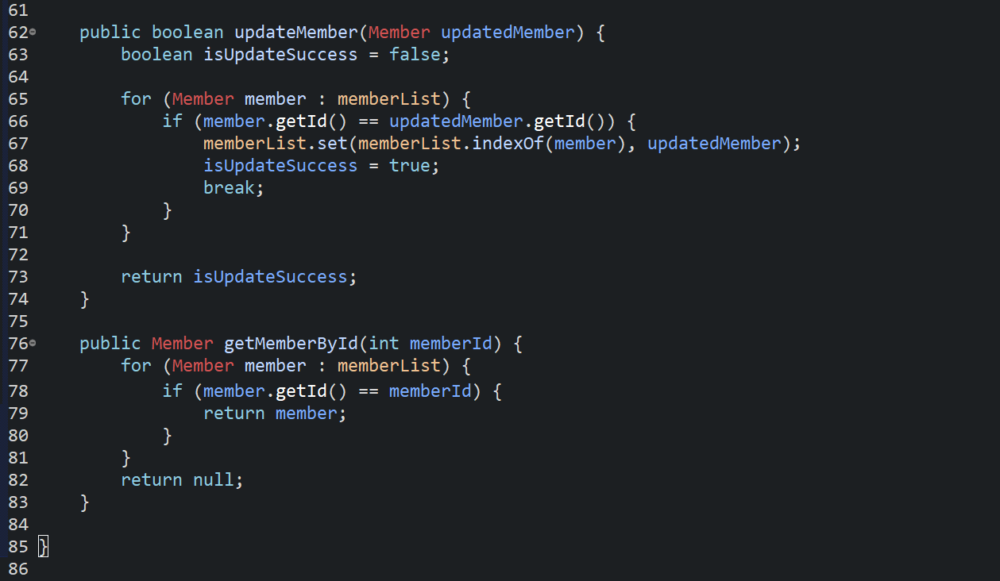 61
62 public boolean updateMember(Member updatedMember) {
63 boolean isUpdateSuccess = false;
64
65 for (Member member : memberList) {
66 if (member.getId() == updatedMember.getId()) {
67 memberList.set(memberList.indexOf(member), updatedMember);
68 isUpdateSuccess = true;
69 break;
70 }
71 }
72
73 return isUpdateSuccess;
74 }
75
76 public Member getMemberById(int memberId) {
77 for (Member member : memberList) {
78 if (member.getId() == memberId) {
79 return member;
80 }
81 }
82 return null;
83 }
84
85 }
86